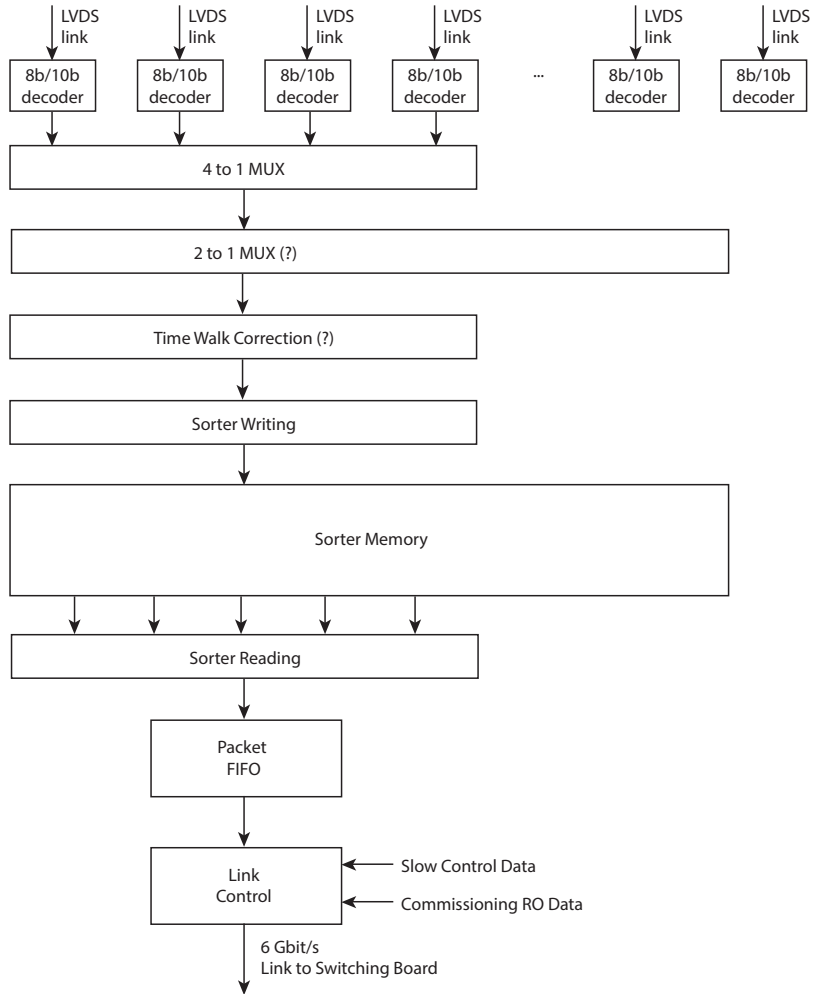 LVDS
link
LVDS
link
LVDS
link
LVDS
link
LVDS
link
LVDS
link
8b/10b
decoder
8b/10b
decoder
8b/10b
decoder
8b/10b
decoder
...
8b/10b
decoder
8b/10b
decoder
4 to 1 MUX
2 to 1 MUX (?)
Time Walk Correction (?)
Sorter Writing
Sorter Memory
Sorter Reading
Packet
FIFO
Link
Control
Slow Control Data
Commissioning RO Data
6 Gbit/s
Link to Switching Board